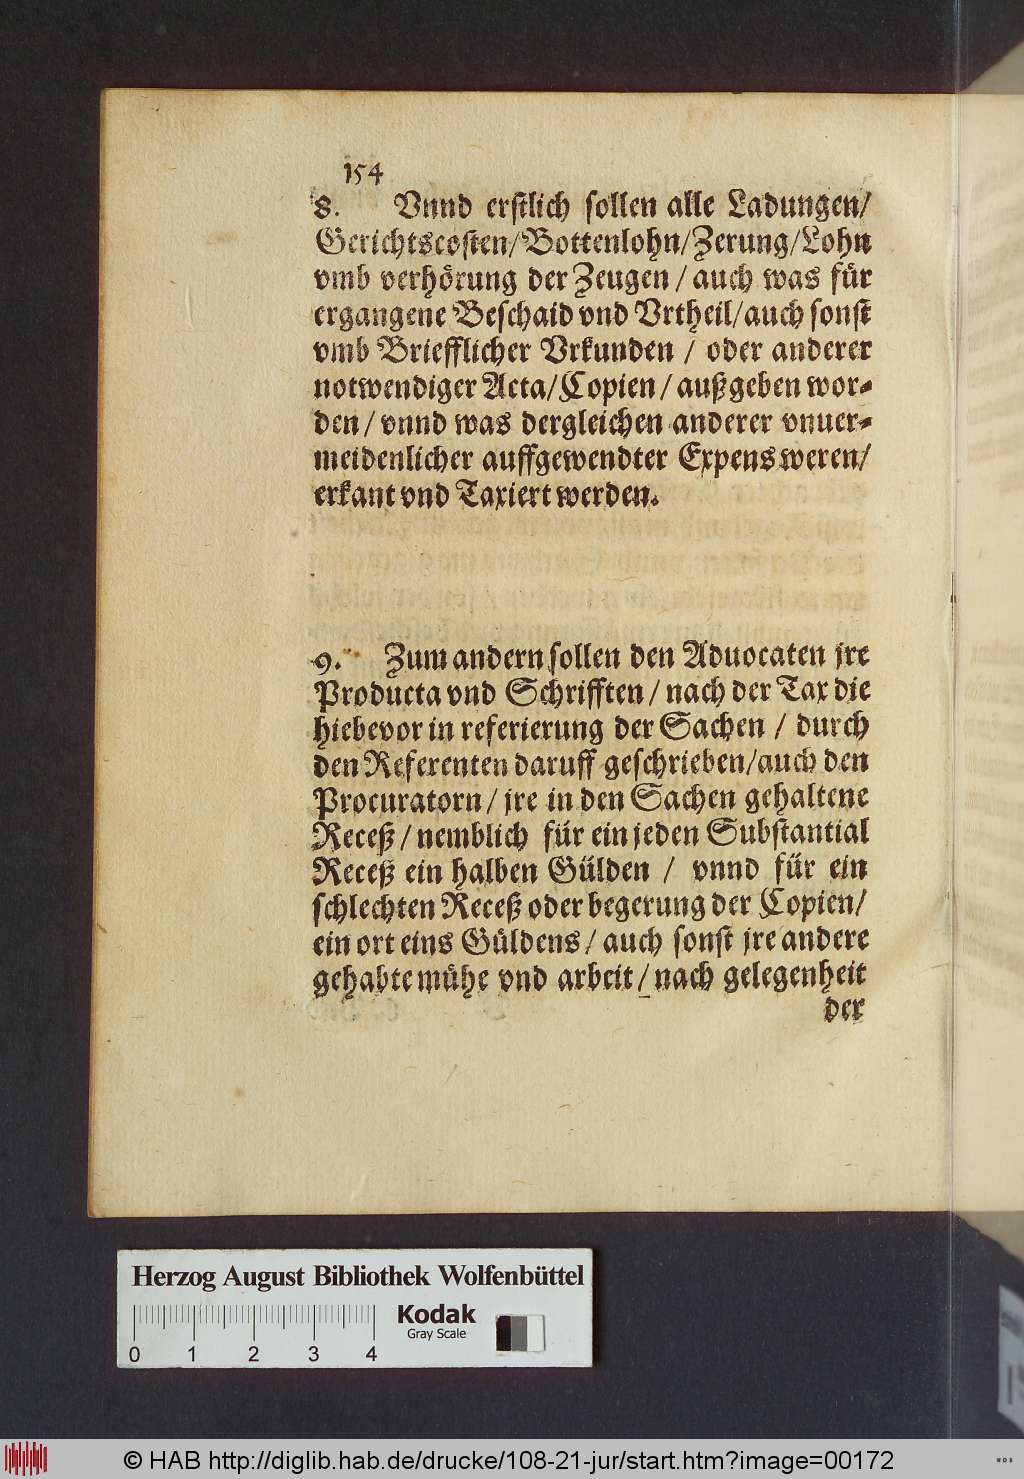 154
8. Vnnd erstlich sollen alle Ladungen/
Gerichtscosten/Bottenlohn/Zerung/Lohn
vmb verhörung der Zeugen / auch was für
ergangene Beschaid vnd Vrtheil/auch sonst
vmb Briefflicher Vrkunden / oder anderer
notwendiger Acta/Copien / außgeben wor-
den / vnnd was dergleichen anderer vnuer-
meidenlicher auffgewendter Expens weren/
erkant vnd Taxiert werden.
9. Zum andern sollen den Aduocaten jre
Producta vnd Schrifften / nach der Tax die
hiebevor in referierung der Sachen / durch
den Referenten daruff geschrieben/auch den
Procuratorn / jre in den Sachen gehaltene
Receß / nemblich für ein jeden Substantial
Receß ein halben Gülden / vnnd für ein
schlechten Receß oder begerung der Copien/
ein ort eins Güldens / auch sonst jre andere
gehabte mühe vnd arbeit / nach gelegenheit
der
Herzog August Bibliothek Wolfenbüttel
Kodak
Gray Scale
0 1 2 3 4
© HAB http://diglib.hab.de/drucke/108-21-jur/start.htm?image=00172